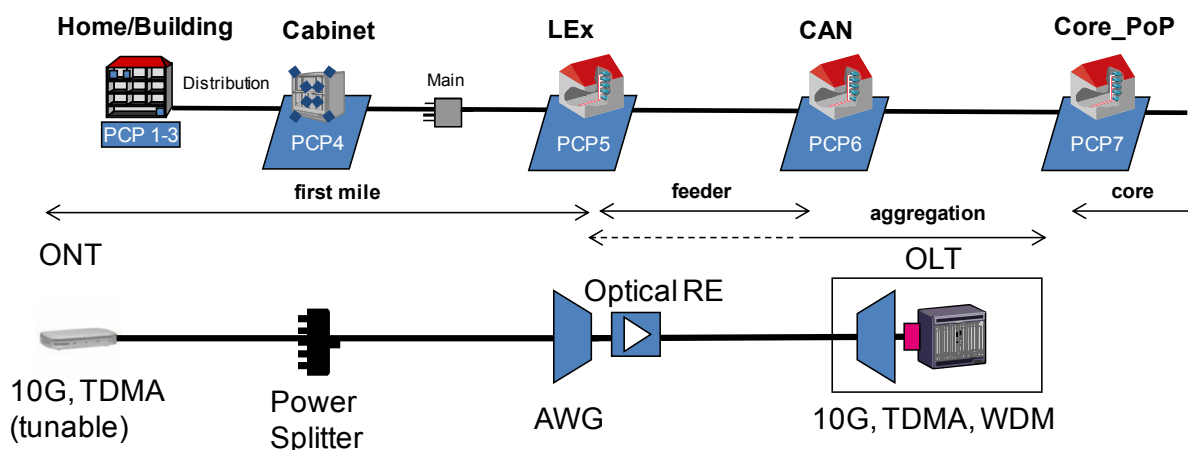 Home/Building
Cabinet
LEx
CAN
Core_PoP
Distribution
Main
PCP 1-3
PCP4
PCP5
PCP6
PCP7
first mile
feeder
aggregation
core
ONT
OLT
Optical RE
10G, TDMA
(tunable)
Power
Splitter
AWG
10G, TDMA, WDM